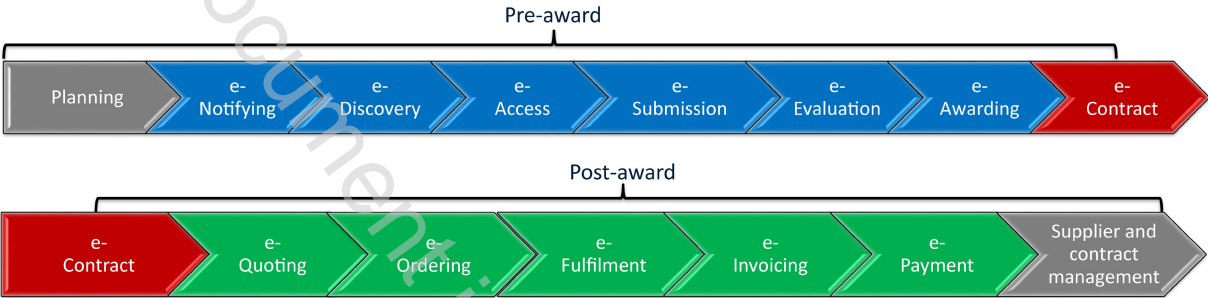 Pre-award
Planning
e-
Notifying
e-
Discovery
e-
Access
e-
Submission
e-
Evaluation
e-
Awarding
e-
Contract
Post-award
e-
Contract
e-
Quoting
e-
Ordering
e-
Fulfilment
e-
Invoicing
e-
Payment
Supplier and
contract
management
ocument i